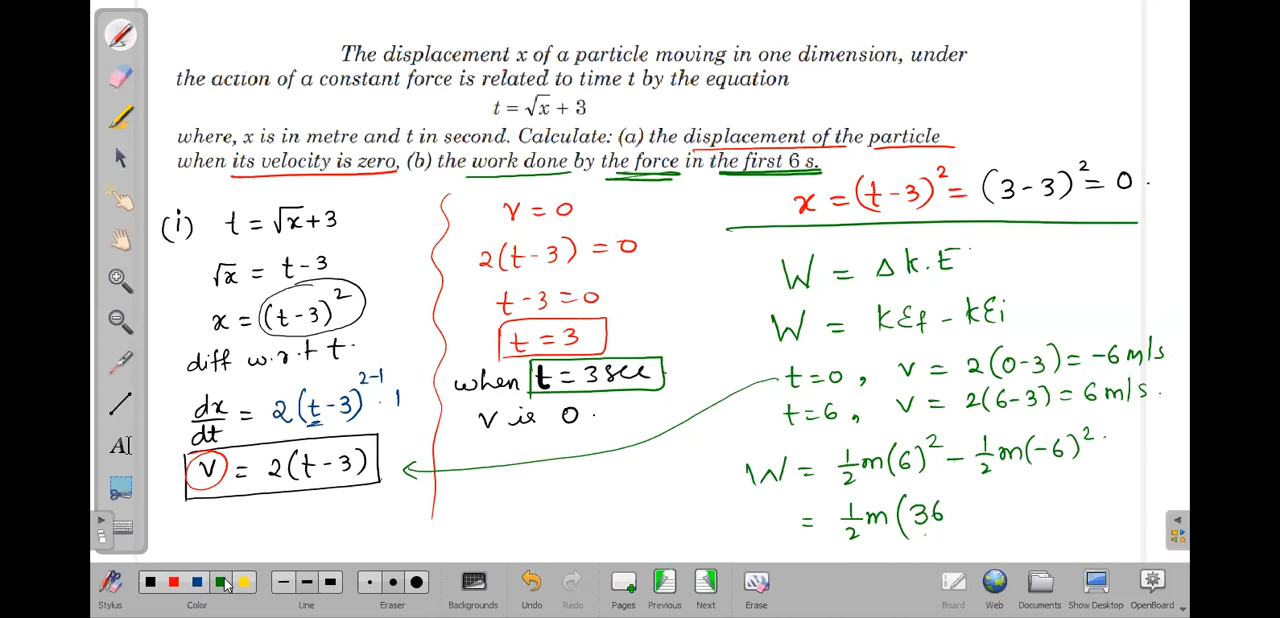 The displacement x of a particle moving in one dimension, under
the action of a constant force is related to time t by the equation
t = √x + 3
where, x is in metre and t in second. Calculate: (a) the displacement of the particle
when its velocity is zero, (b) the work done by the force in the first 6 s.
x = (t-3)² = (3-3)² = 0.
(i) t = √x+3
√x = t-3
x = (t-3)²
diff w.r.t t.
dx/dt = 2(t-3)²⁻¹ · 1
v = 2(t-3)
v = 0
2(t-3) = 0
t-3 = 0
t = 3
when t = 3 sec
v is 0.
W = Δk.E
W = kEf - kEi
t=0, v = 2(0-3) = -6 m/s
t=6, v = 2(6-3) = 6 m/s.
W = ½m(6)² - ½m(-6)²
= ½m(36
AI
Stylus
Color
Line
Eraser
Backgrounds
Undo
Redo
Pages
Previous
Next
Erase
Board
Web
Documents
Show Desktop
OpenBoard